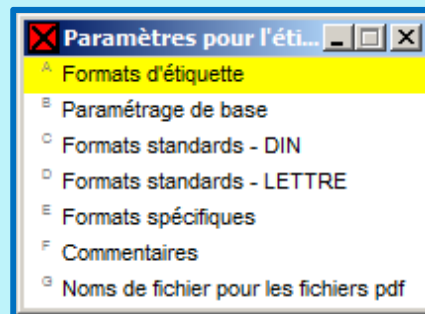 Paramètres pour l'éti...
A Formats d'étiquette
B Paramétrage de base
C Formats standards - DIN
D Formats standards - LETTRE
E Formats spécifiques
F Commentaires
G Noms de fichier pour les fichiers pdf